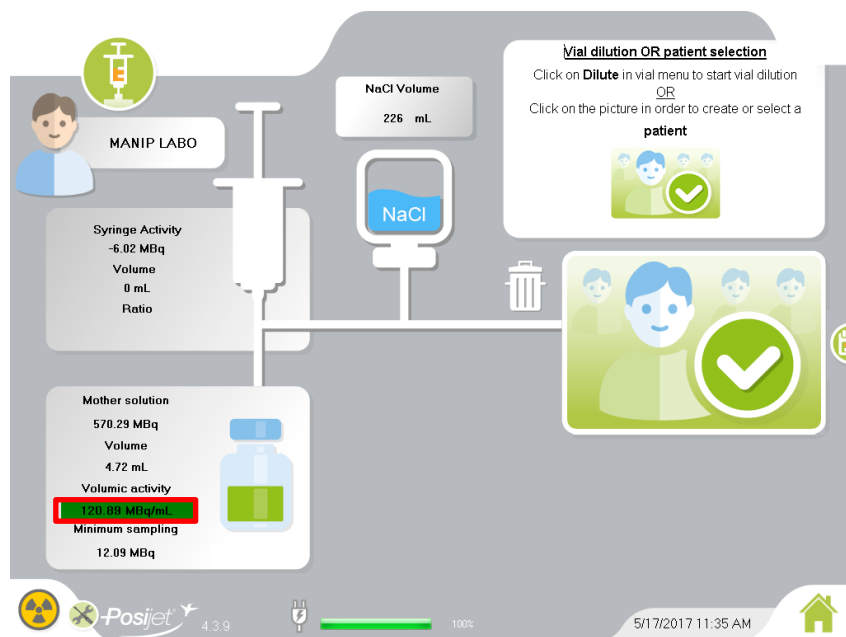 Vial dilution OR patient selection
Click on Dilute in vial menu to start vial dilution
OR
Click on the picture in order to create or select a
patient
E
MANIP LABO
NaCl Volume
226 mL
NaCl
Syringe Activity
-6.02 MBq
Volume
0 mL
Ratio
Mother solution
570.29 MBq
Volume
4.72 mL
Volumic activity
120.89 MBq/mL
Minimum sampling
12.09 MBq
Posijet 4.3.9
100%
5/17/2017 11:35 AM